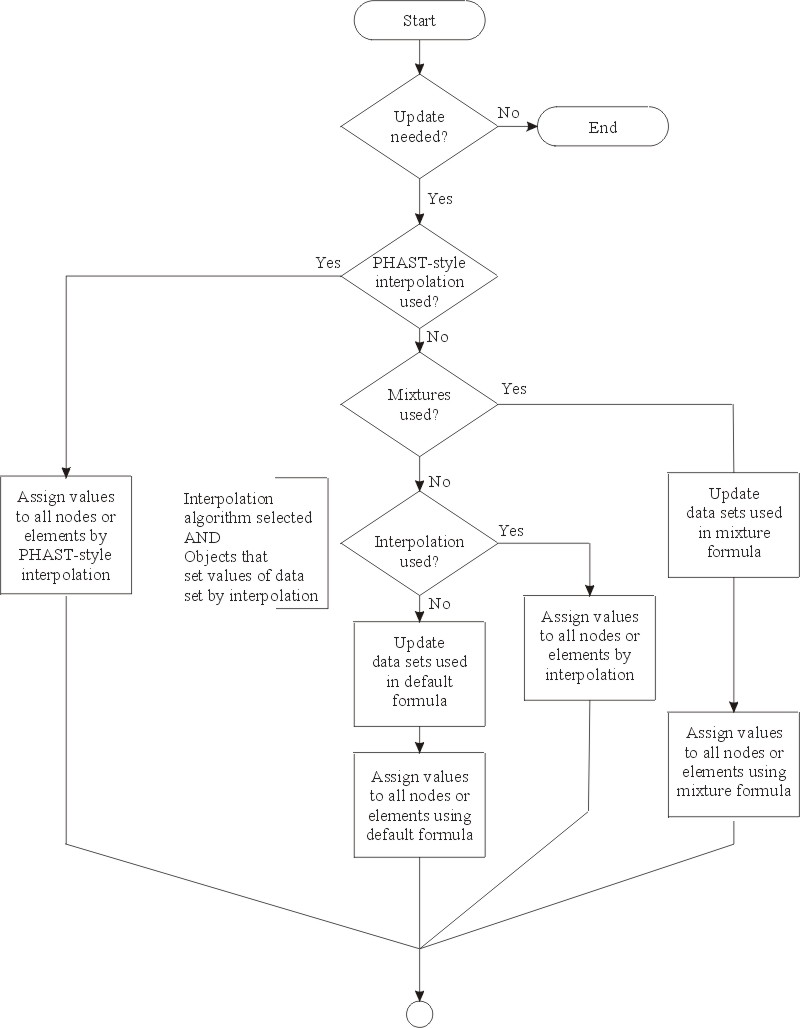 Start
Update
needed?
No
End
Yes
PHAST-style
interpolation
used?
Yes
No
Mixtures
used?
Yes
No
Assign values
to all nodes or
elements by
PHAST-style
interpolation
Interpolation
algorithm selected
AND
Objects that
set values of data
set by interpolation
Interpolation
used?
Yes
No
Update
data sets used
in mixture
formula
Assign values
to all nodes or
elements by
interpolation
Update
data sets used
in default
formula
Assign values
to all nodes or
elements using
mixture formula
Assign values
to all nodes or
elements using
default formula